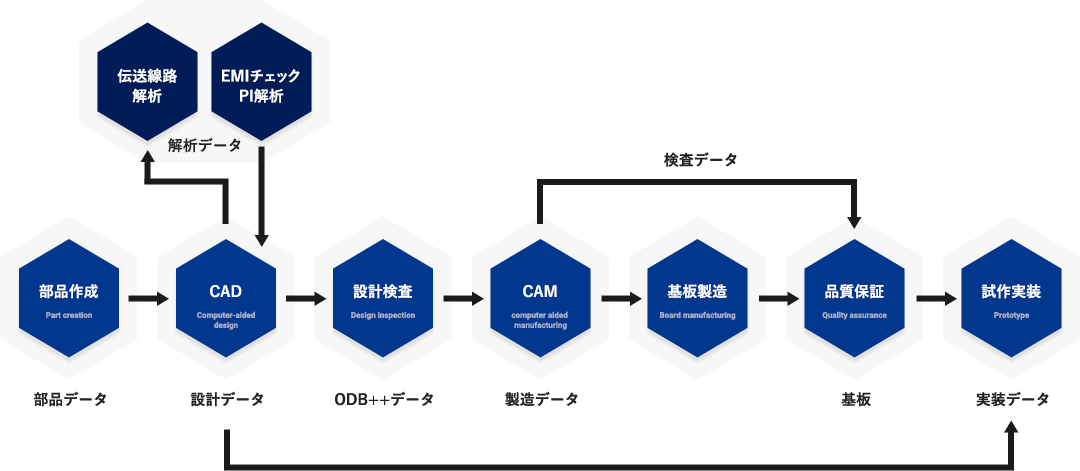 伝送線路
解析
EMIチェック
PI解析
解析データ
検査データ
部品作成
Part creation
CAD
Computer-aided
design
設計検査
Design inspection
CAM
computer aided
manufacturing
基板製造
Board manufacturing
品質保証
Quality assurance
試作実装
Prototype
部品データ
設計データ
ODB++データ
製造データ
基板
実装データ